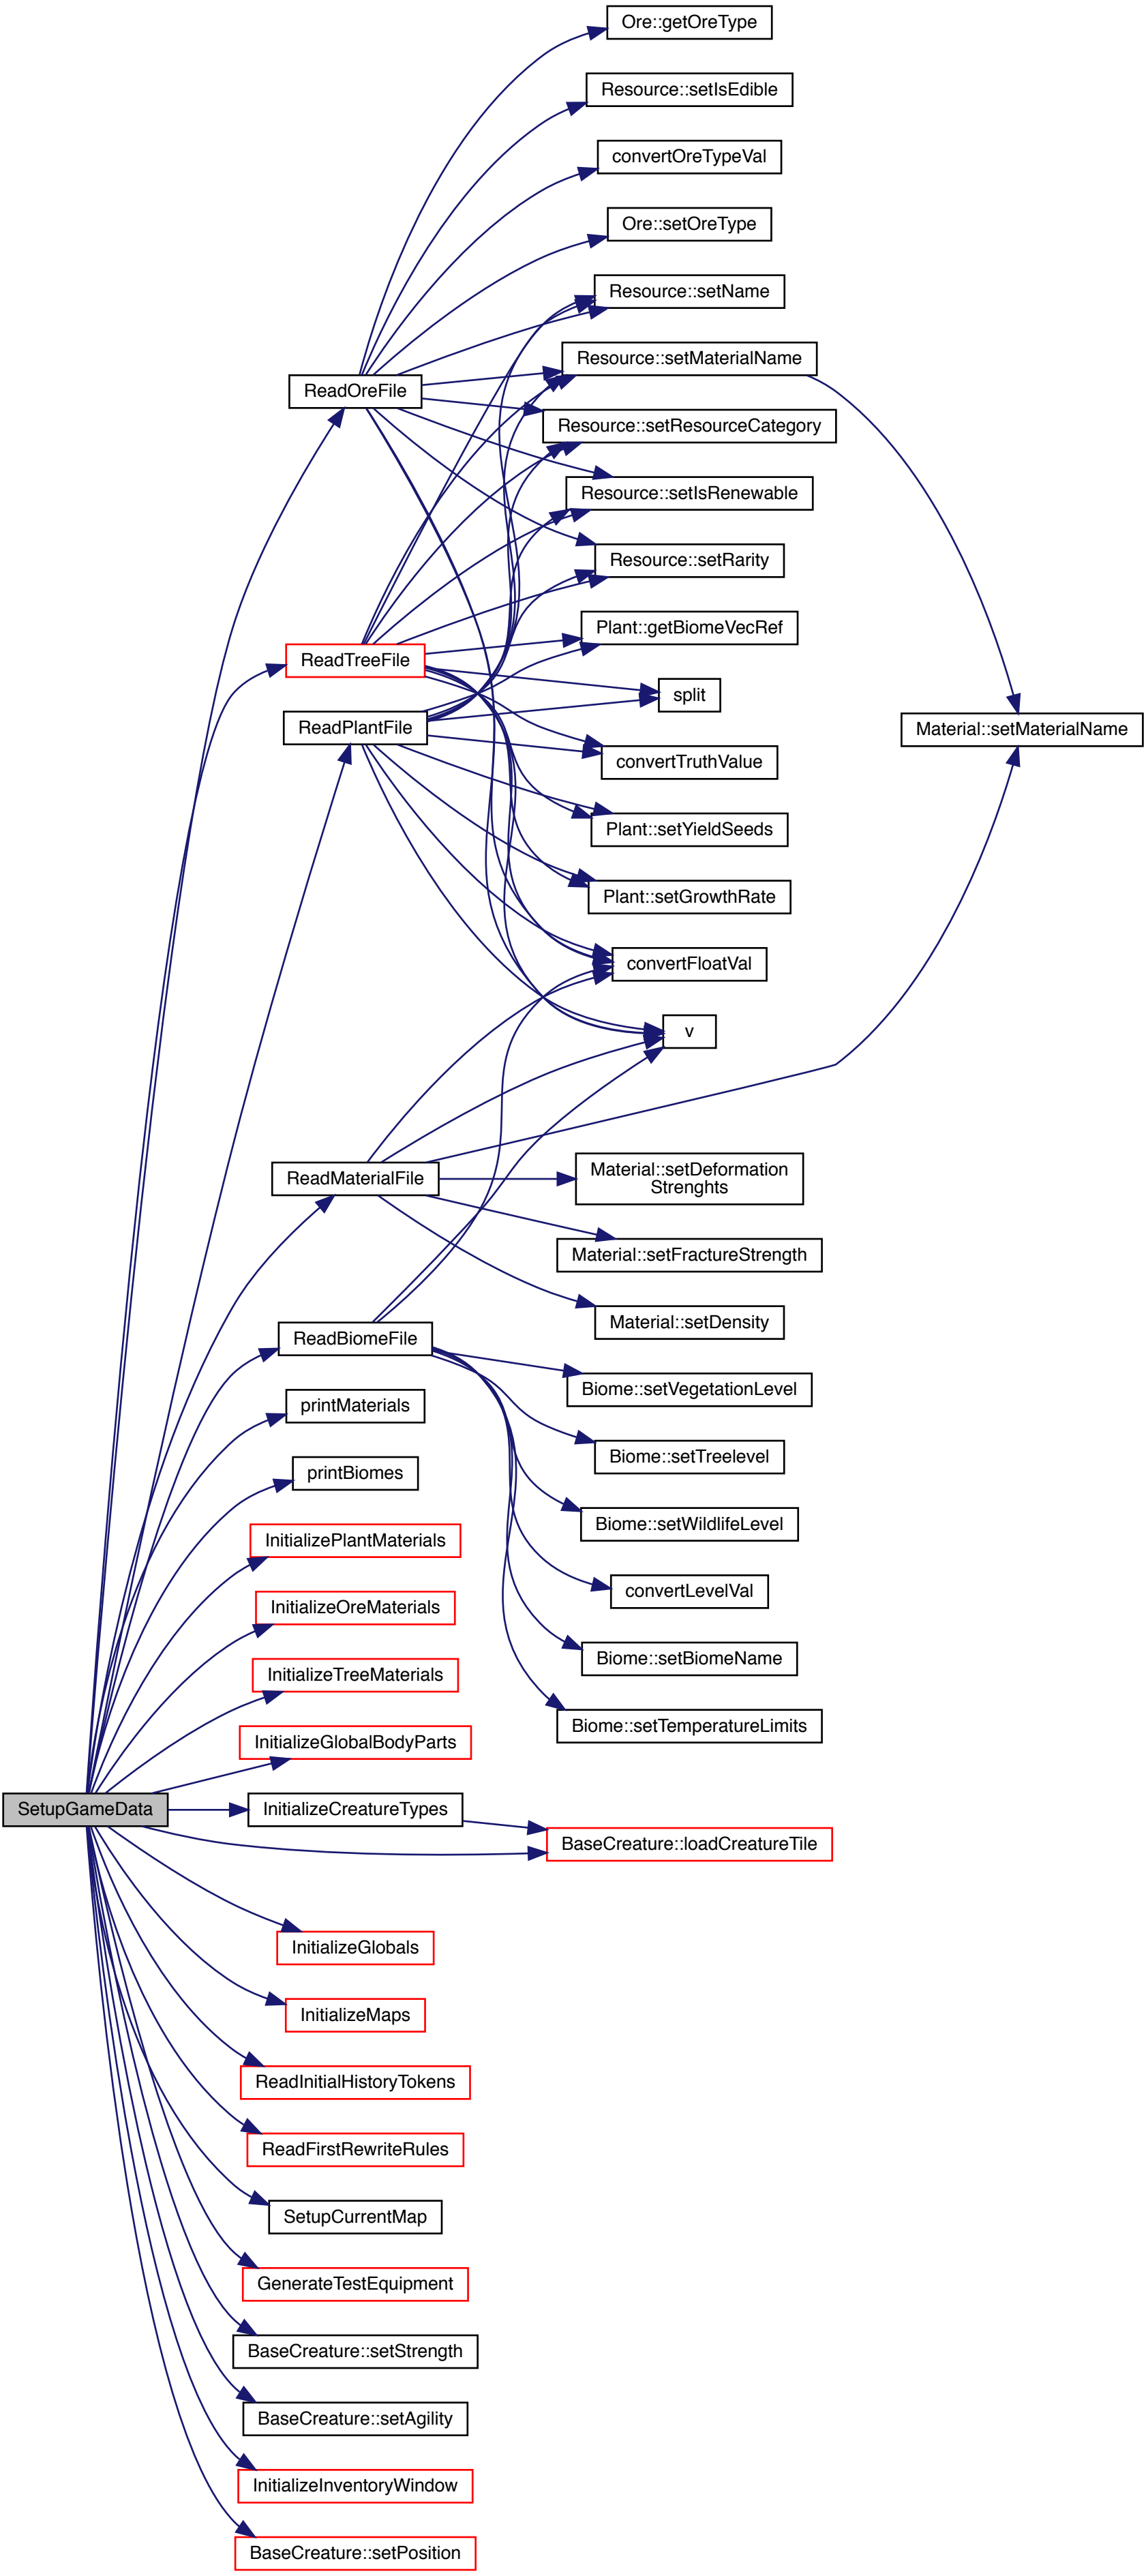 Ore::getOreType
Resource::setIsEdible
convertOreTypeVal
Ore::setOreType
Resource::setName
Resource::setMaterialName
ReadOreFile
Resource::setResourceCategory
Resource::setIsRenewable
Resource::setRarity
Plant::getBiomeVecRef
ReadTreeFile
split
ReadPlantFile
Material::setMaterialName
convertTruthValue
Plant::setYieldSeeds
Plant::setGrowthRate
convertFloatVal
v
ReadMaterialFile
Material::setDeformation
Strenghts
Material::setFractureStrength
Material::setDensity
ReadBiomeFile
Biome::setVegetationLevel
printMaterials
Biome::setTreelevel
printBiomes
Biome::setWildlifeLevel
InitializePlantMaterials
convertLevelVal
InitializeOreMaterials
Biome::setBiomeName
InitializeTreeMaterials
Biome::setTemperatureLimits
InitializeGlobalBodyParts
SetupGameData
InitializeCreatureTypes
BaseCreature::loadCreatureTile
InitializeGlobals
InitializeMaps
ReadInitialHistoryTokens
ReadFirstRewriteRules
SetupCurrentMap
GenerateTestEquipment
BaseCreature::setStrength
BaseCreature::setAgility
InitializeInventoryWindow
BaseCreature::setPosition